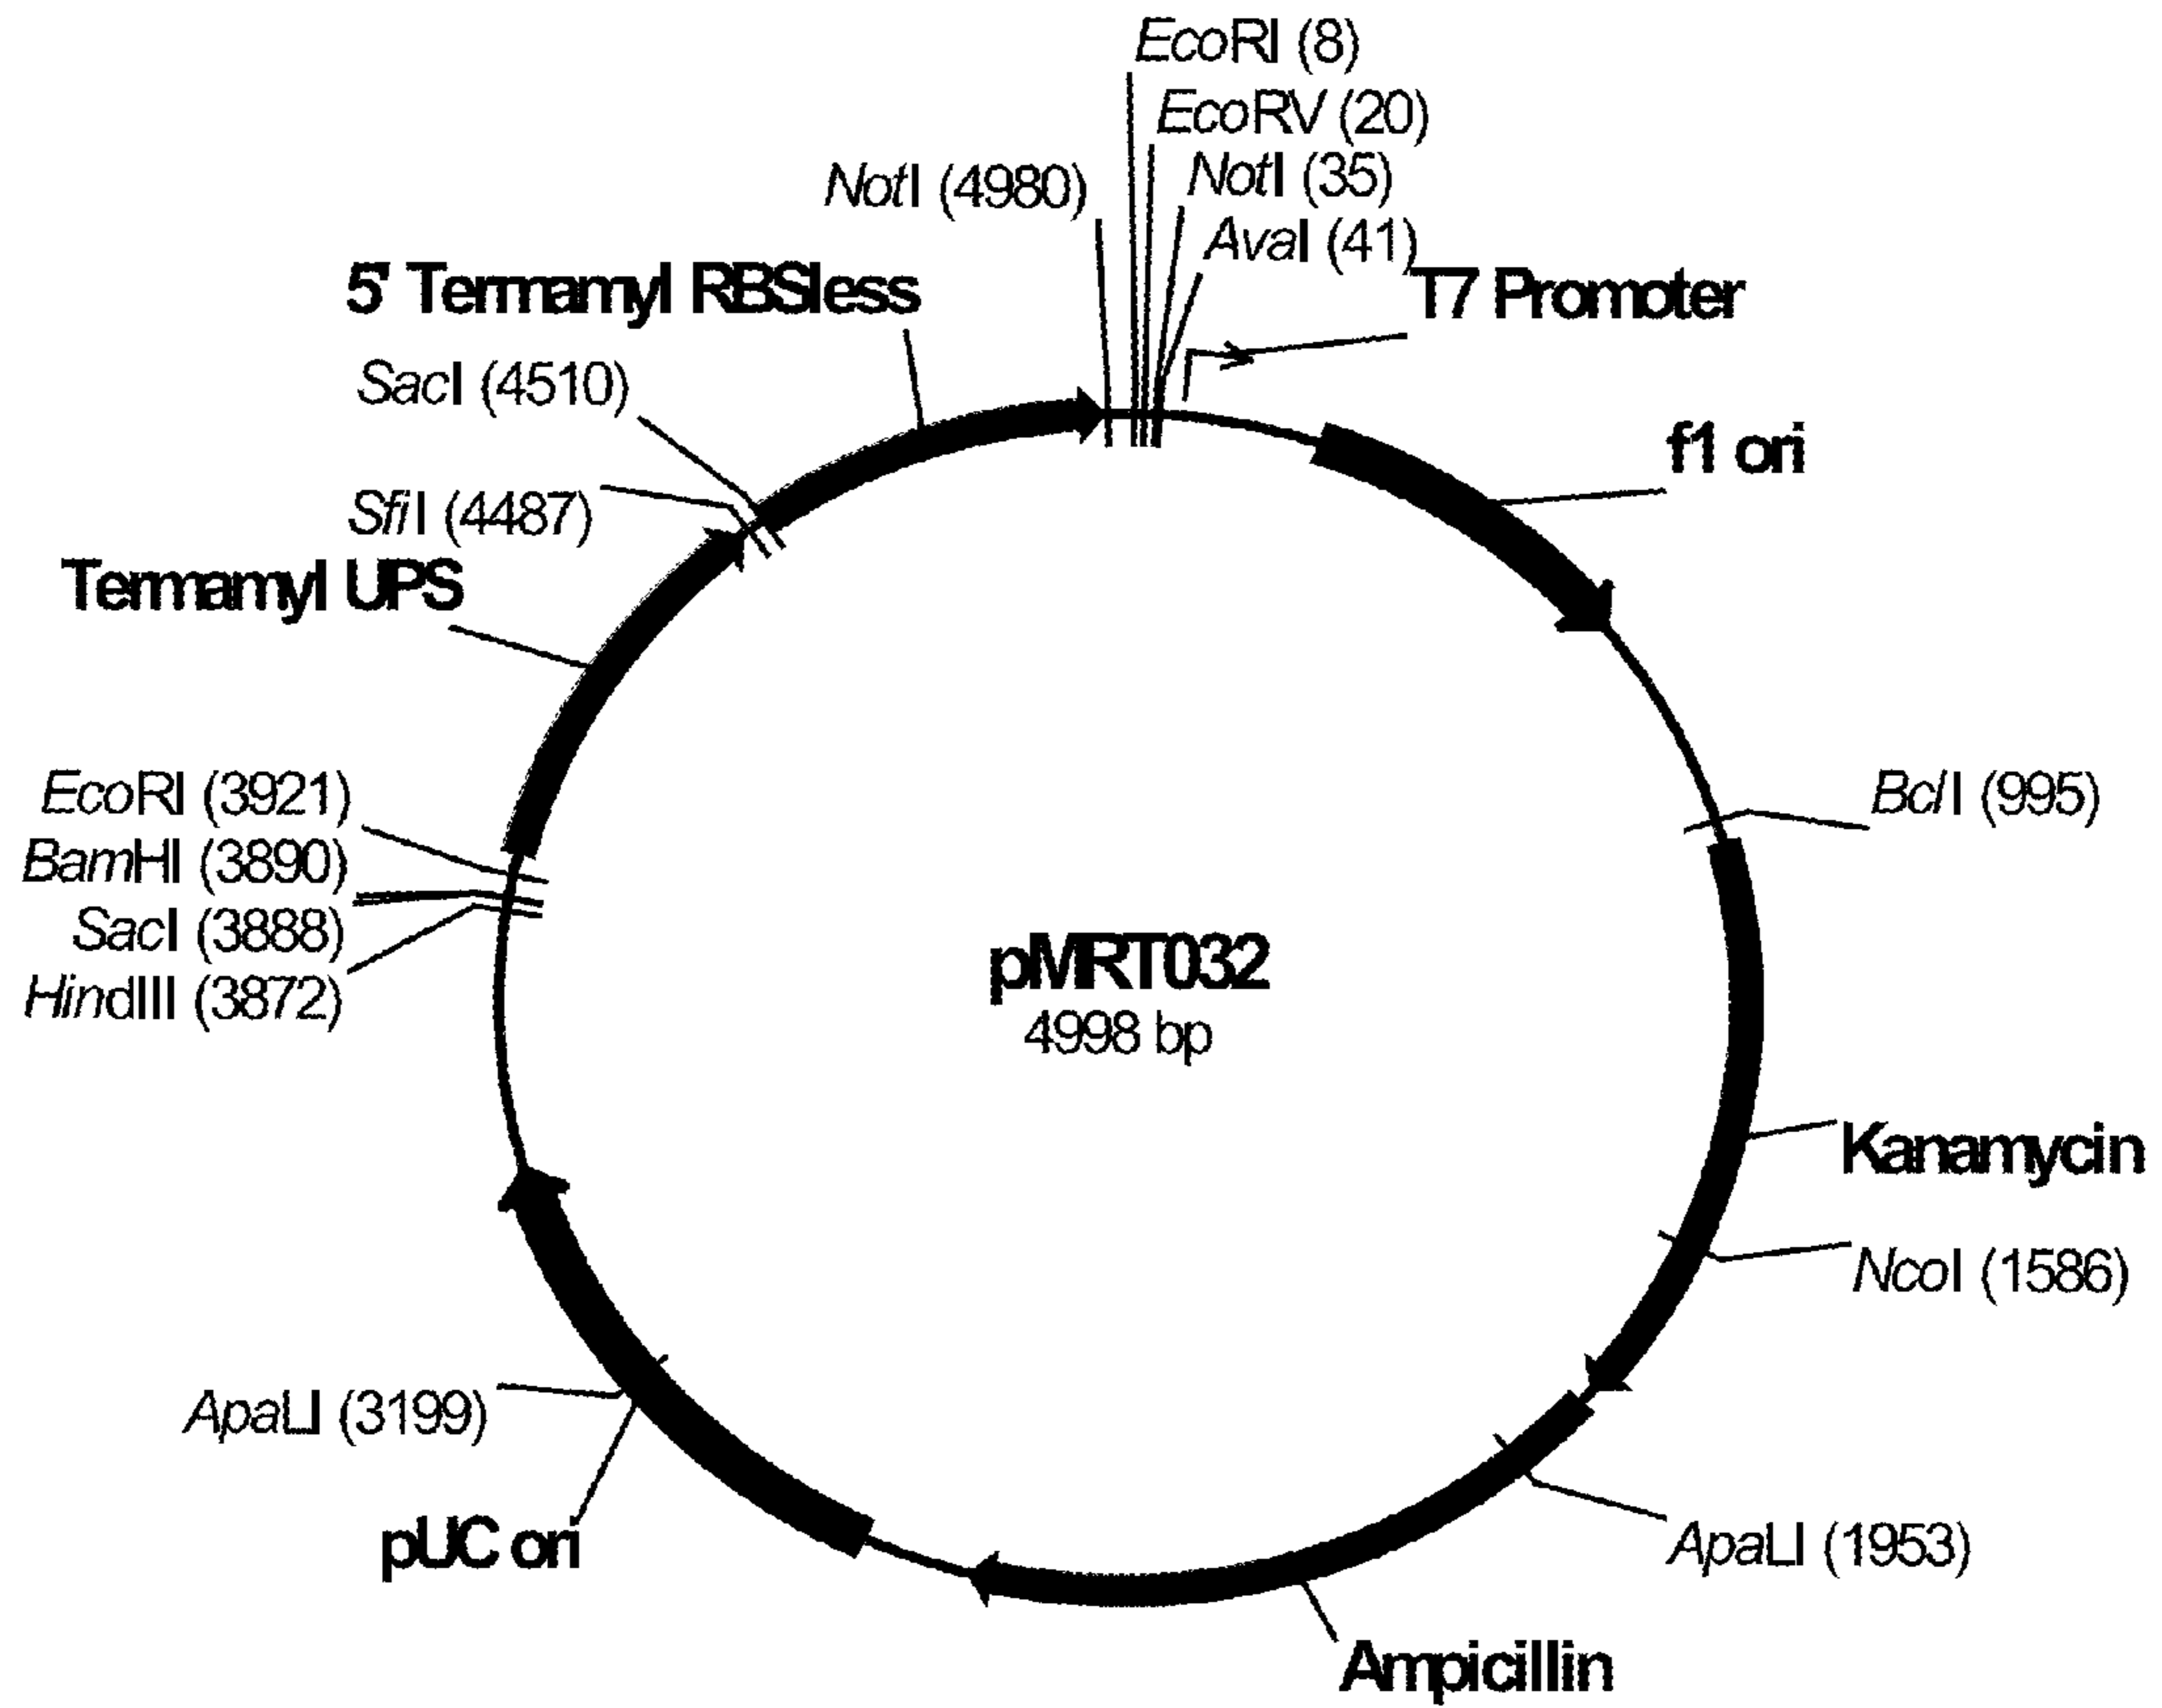 EcoRI (8)
EcoRV (20)
NotI (35)
NotI (4980)
AvaI (41)
5' Termamyl RBSless
T7 Promoter
SacI (4510)
f1 ori
SfiI (4487)
Termamyl UPS
EcoRI (3921)
BclI (995)
BamHI (3890)
SacI (3888)
HindIII (3872)
pMRT032
4998 bp
Kanamycin
NcoI (1586)
ApaLI (3199)
pUC ori
ApaLI (1953)
Ampicillin